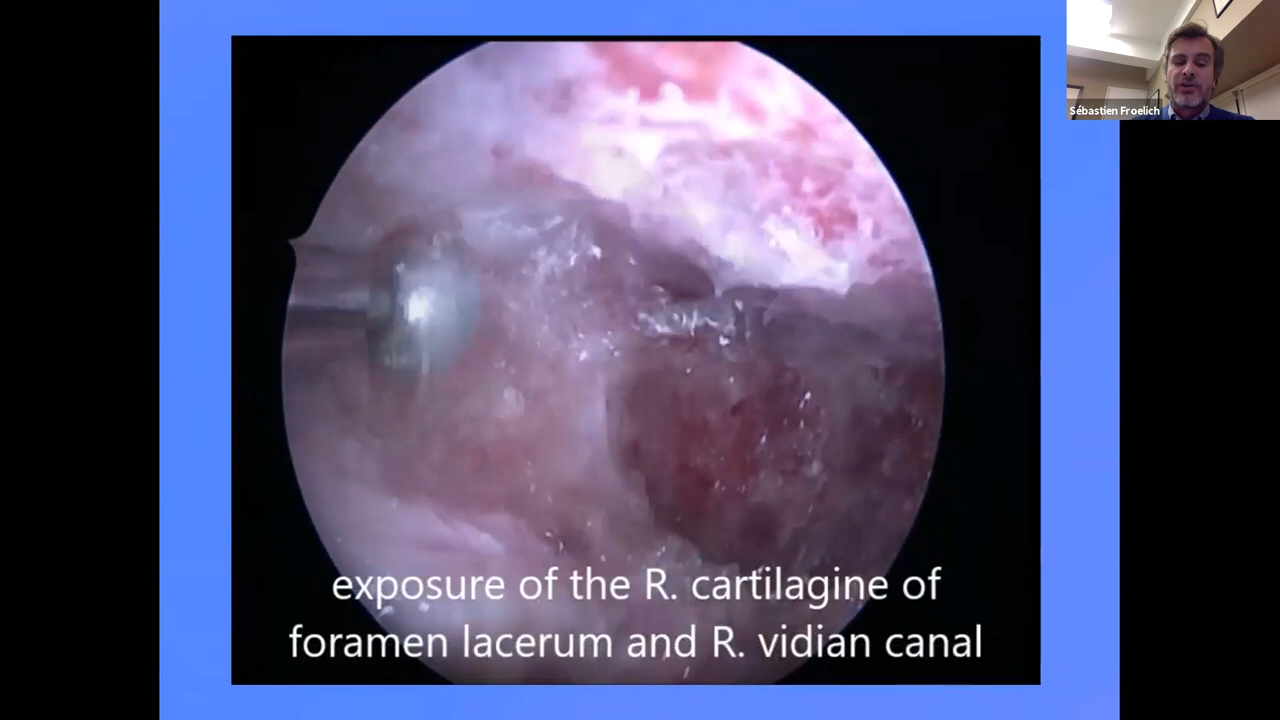 Sébastien Froelich
exposure of the R. cartilagine of
foramen lacerum and R. vidian canal